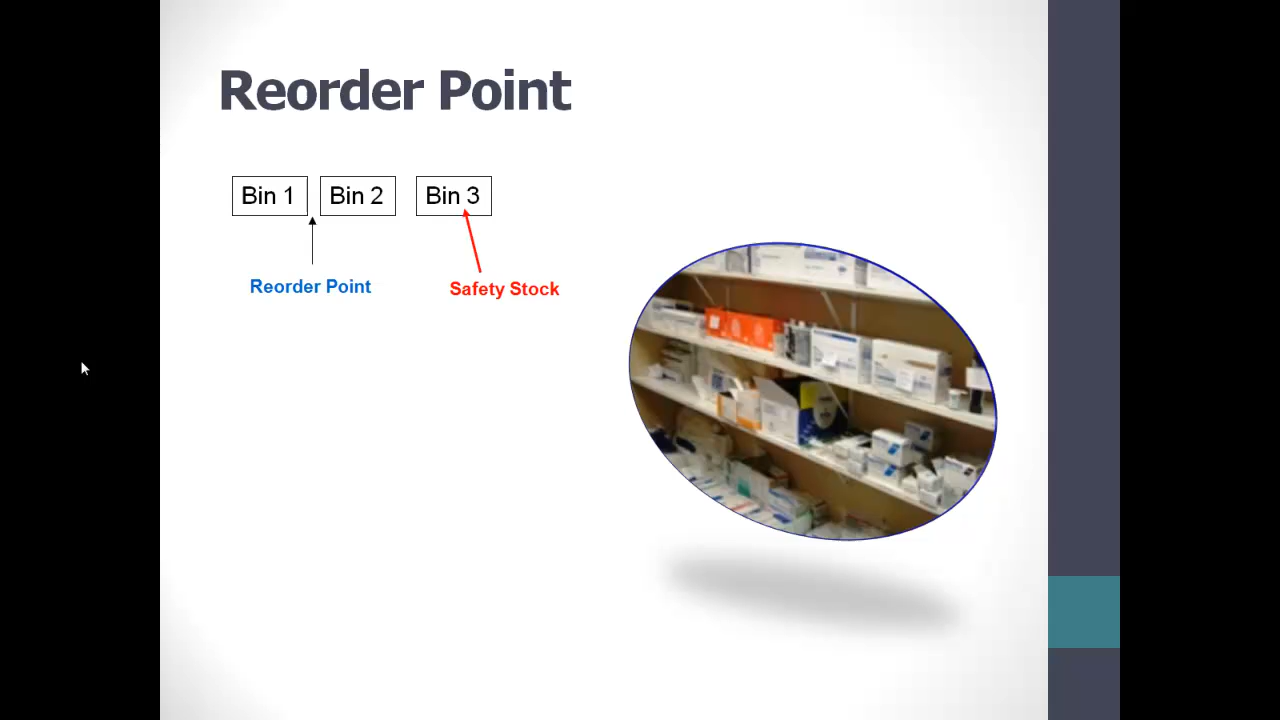 Reorder Point
Bin 1
Bin 2
Bin 3
Reorder Point
Safety Stock